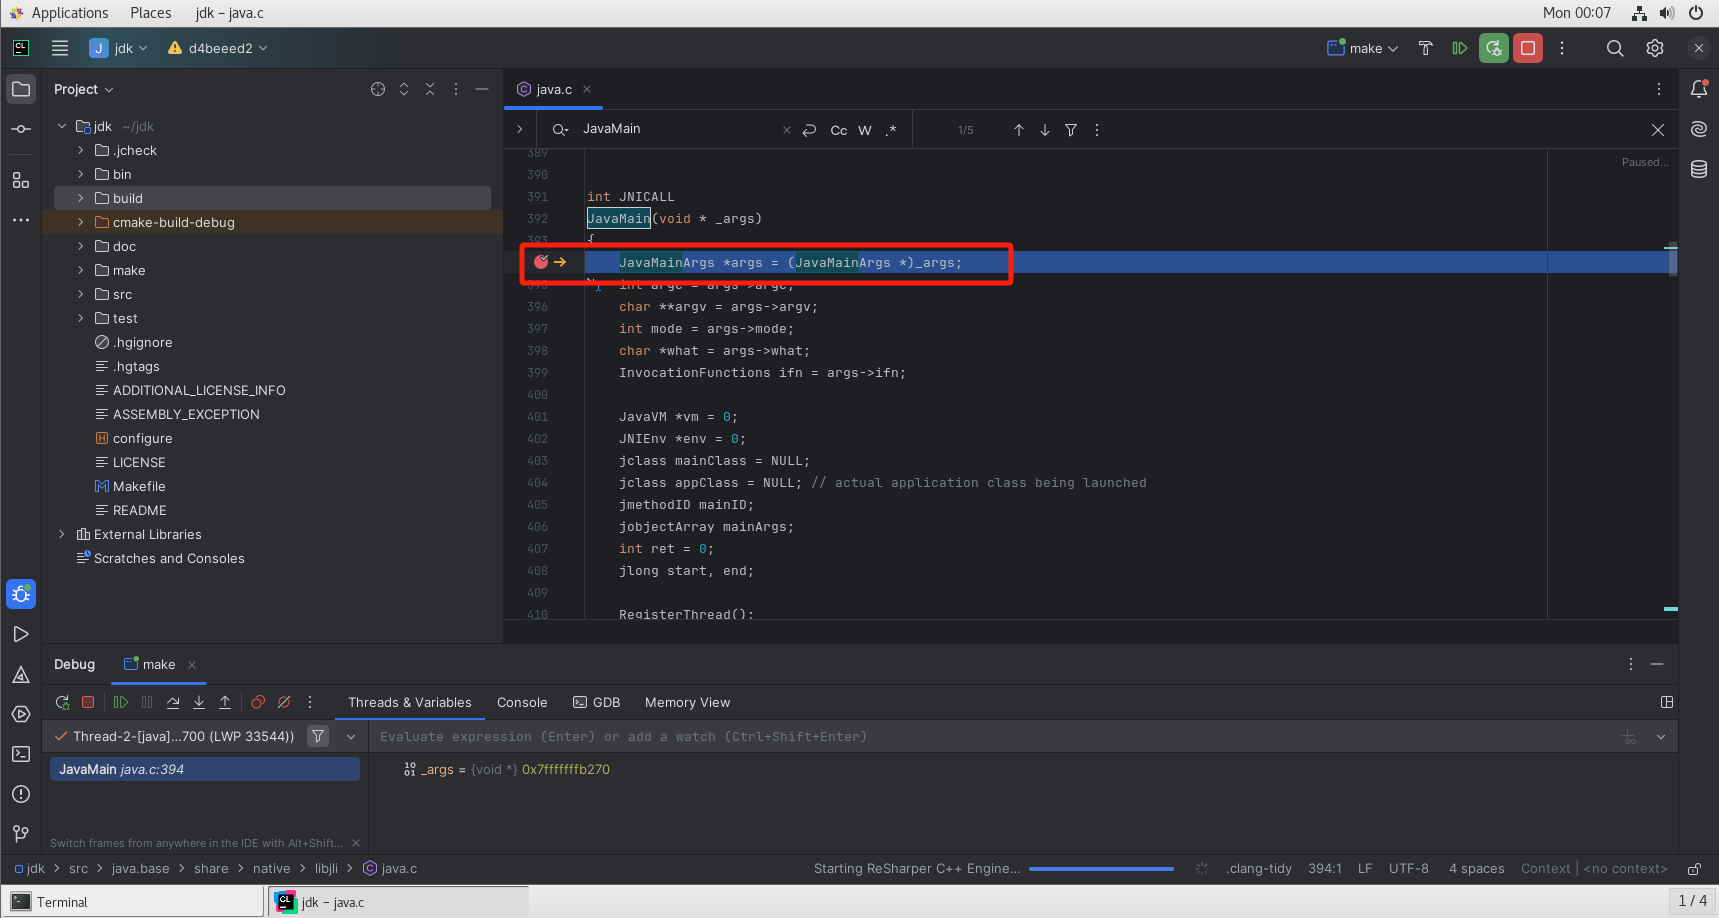 Applications Places jdk – java.c Mon 00:07
CL J jdk d4beeed2 make
Project java.c
JavaMain Cc W .* 1/5
Paused...
jdk ~/jdk
.jcheck
bin
build
cmake-build-debug
doc
make
src
test
.hgignore
.hgtags
ADDITIONAL_LICENSE_INFO
ASSEMBLY_EXCEPTION
configure
LICENSE
Makefile
README
External Libraries
Scratches and Consoles
389
390
391 int JNICALL
392 JavaMain(void * _args)
393 {
JavaMainArgs *args = (JavaMainArgs *)_args;
395 int argc = args->argc;
396 char **argv = args->argv;
397 int mode = args->mode;
398 char *what = args->what;
399 InvocationFunctions ifn = args->ifn;
400
401 JavaVM *vm = 0;
402 JNIEnv *env = 0;
403 jclass mainClass = NULL;
404 jclass appClass = NULL; // actual application class being launched
405 jmethodID mainID;
406 jobjectArray mainArgs;
407 int ret = 0;
408 jlong start, end;
409
410 RegisterThread();
Debug make
Threads & Variables Console GDB Memory View
Thread-2-[java]...700 (LWP 33544)) Evaluate expression (Enter) or add a watch (Ctrl+Shift+Enter)
JavaMain java.c:394 _args = {void *} 0x7fffffffb270
Switch frames from anywhere in the IDE with Alt+Shift...
jdk > src > java.base > share > native > libjli > java.c Starting ReSharper C++ Engine... .clang-tidy 394:1 LF UTF-8 4 spaces Context | <no context>
Terminal CL jdk – java.c 1 / 4